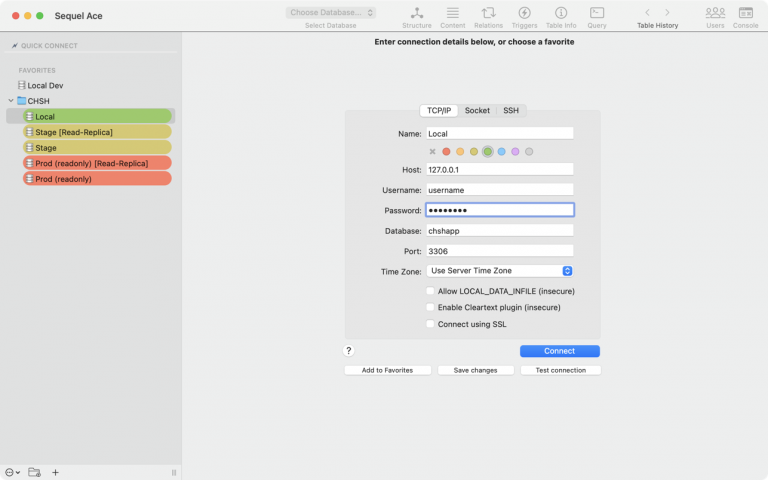 Sequel Ace
Choose Database...
Select Database
Structure
Content
Relations
Triggers
Table Info
Query
Table History
Users
Console
QUICK CONNECT
Enter connection details below, or choose a favorite
FAVORITES
Local Dev
CHSH
Local
Stage [Read-Replica]
Stage
Prod (readonly) [Read-Replica]
Prod (readonly)
TCP/IP Socket SSH
Name: Local
Host: 127.0.0.1
Username: username
Password: ●●●●●●●●
Database: chshapp
Port: 3306
Time Zone: Use Server Time Zone
Allow LOCAL_DATA_INFILE (insecure)
Enable Cleartext plugin (insecure)
Connect using SSL
? Connect
Add to Favorites Save changes Test connection